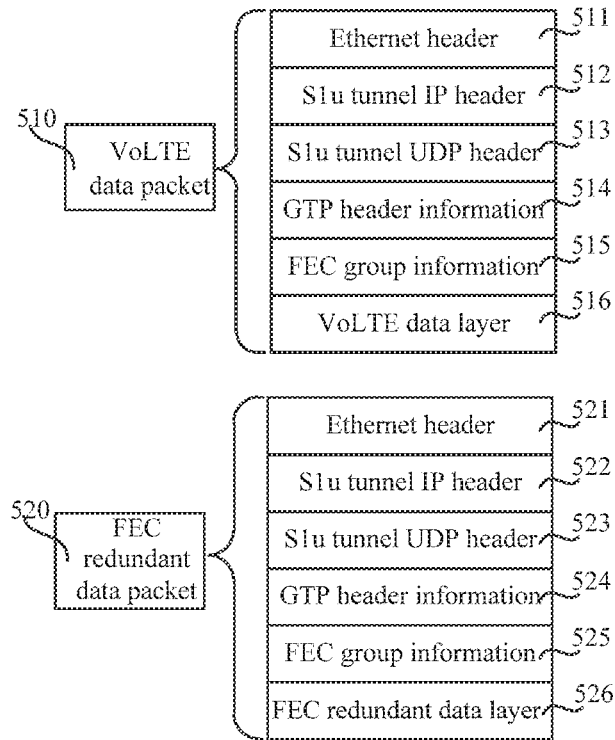 511
Ethernet header
512
S1u tunnel IP header
510
VoLTE
data packet
513
S1u tunnel UDP header
514
GTP header information
515
FEC group information
516
VoLTE data layer
521
Ethernet header
522
S1u tunnel IP header
520
FEC
redundant
data packet
523
S1u tunnel UDP header
524
GTP header information
525
FEC group information
526
FEC redundant data layer